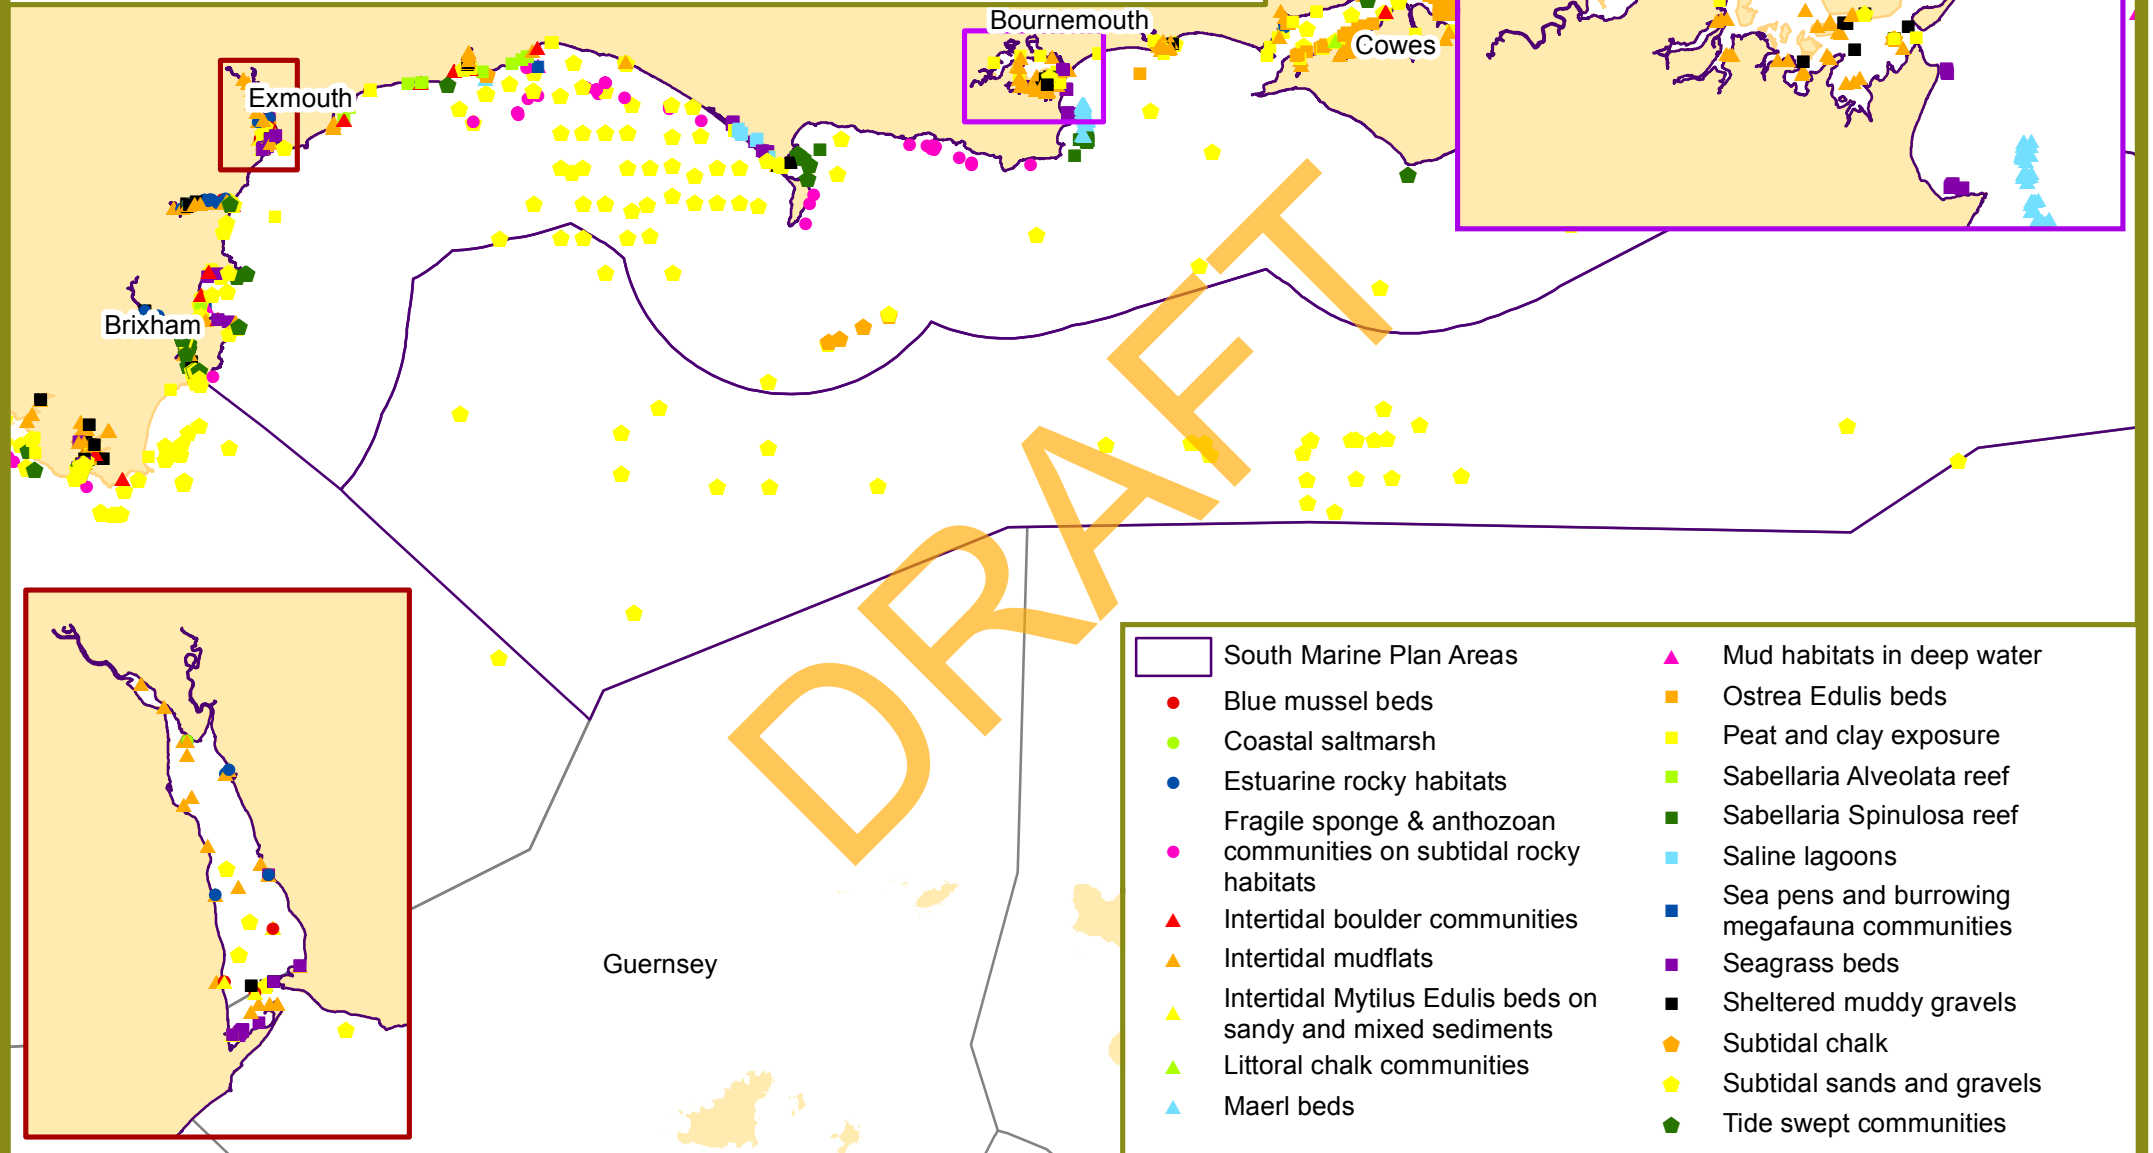 Bournemouth
Cowes
Exmouth
Brixham
DRAFT
Guernsey
South Marine Plan Areas
Blue mussel beds
Coastal saltmarsh
Estuarine rocky habitats
Fragile sponge & anthozoan
communities on subtidal rocky
habitats
Intertidal boulder communities
Intertidal mudflats
Intertidal Mytilus Edulis beds on
sandy and mixed sediments
Littoral chalk communities
Maerl beds
Mud habitats in deep water
Ostrea Edulis beds
Peat and clay exposure
Sabellaria Alveolata reef
Sabellaria Spinulosa reef
Saline lagoons
Sea pens and burrowing
megafauna communities
Seagrass beds
Sheltered muddy gravels
Subtidal chalk
Subtidal sands and gravels
Tide swept communities